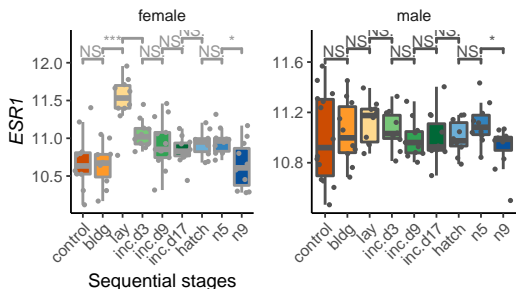 female
male
NS *** NS NS NS NS *
NS NS NS NS NS NS *
ESR1
12.0
11.5
11.0
10.5
11.6
11.2
10.8
control
bldg
lay
inc.d3
inc.d9
inc.d17
hatch
n5
n9
control
bldg
lay
inc.d3
inc.d9
inc.d17
hatch
n5
n9
Sequential stages